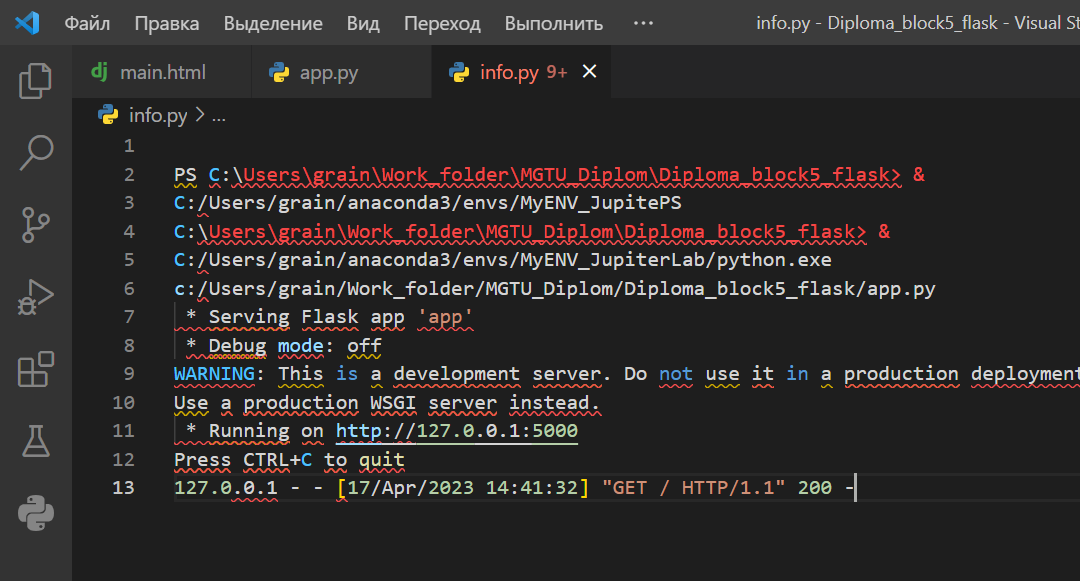 Файл Правка Выделение Вид Переход Выполнить ··· info.py - Diploma_block5_flask - Visual St
main.html app.py info.py 9+
info.py > ...
1
2 PS C:\Users\grain\Work_folder\MGTU_Diplom\Diploma_block5_flask> &
3 C:/Users/grain/anaconda3/envs/MyENV_JupitePS
4 C:\Users\grain\Work_folder\MGTU_Diplom\Diploma_block5_flask> &
5 C:/Users/grain/anaconda3/envs/MyENV_JupiterLab/python.exe
6 c:/Users/grain/Work_folder/MGTU_Diplom/Diploma_block5_flask/app.py
7  * Serving Flask app 'app'
8  * Debug mode: off
9 WARNING: This is a development server. Do not use it in a production deployment
10 Use a production WSGI server instead.
11  * Running on http://127.0.0.1:5000
12 Press CTRL+C to quit
13 127.0.0.1 - - [17/Apr/2023 14:41:32] "GET / HTTP/1.1" 200 -